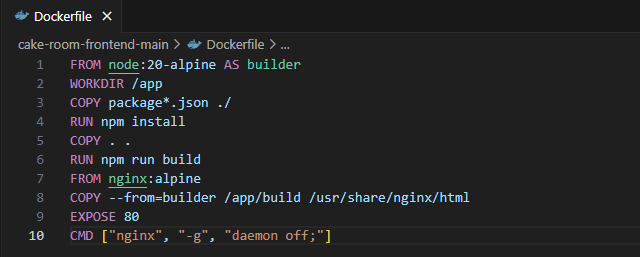 Dockerfile ×
cake-room-frontend-main > Dockerfile > ...
1 FROM node:20-alpine AS builder
2 WORKDIR /app
3 COPY package*.json ./
4 RUN npm install
5 COPY . .
6 RUN npm run build
7 FROM nginx:alpine
8 COPY --from=builder /app/build /usr/share/nginx/html
9 EXPOSE 80
10 CMD ["nginx", "-g", "daemon off;"]